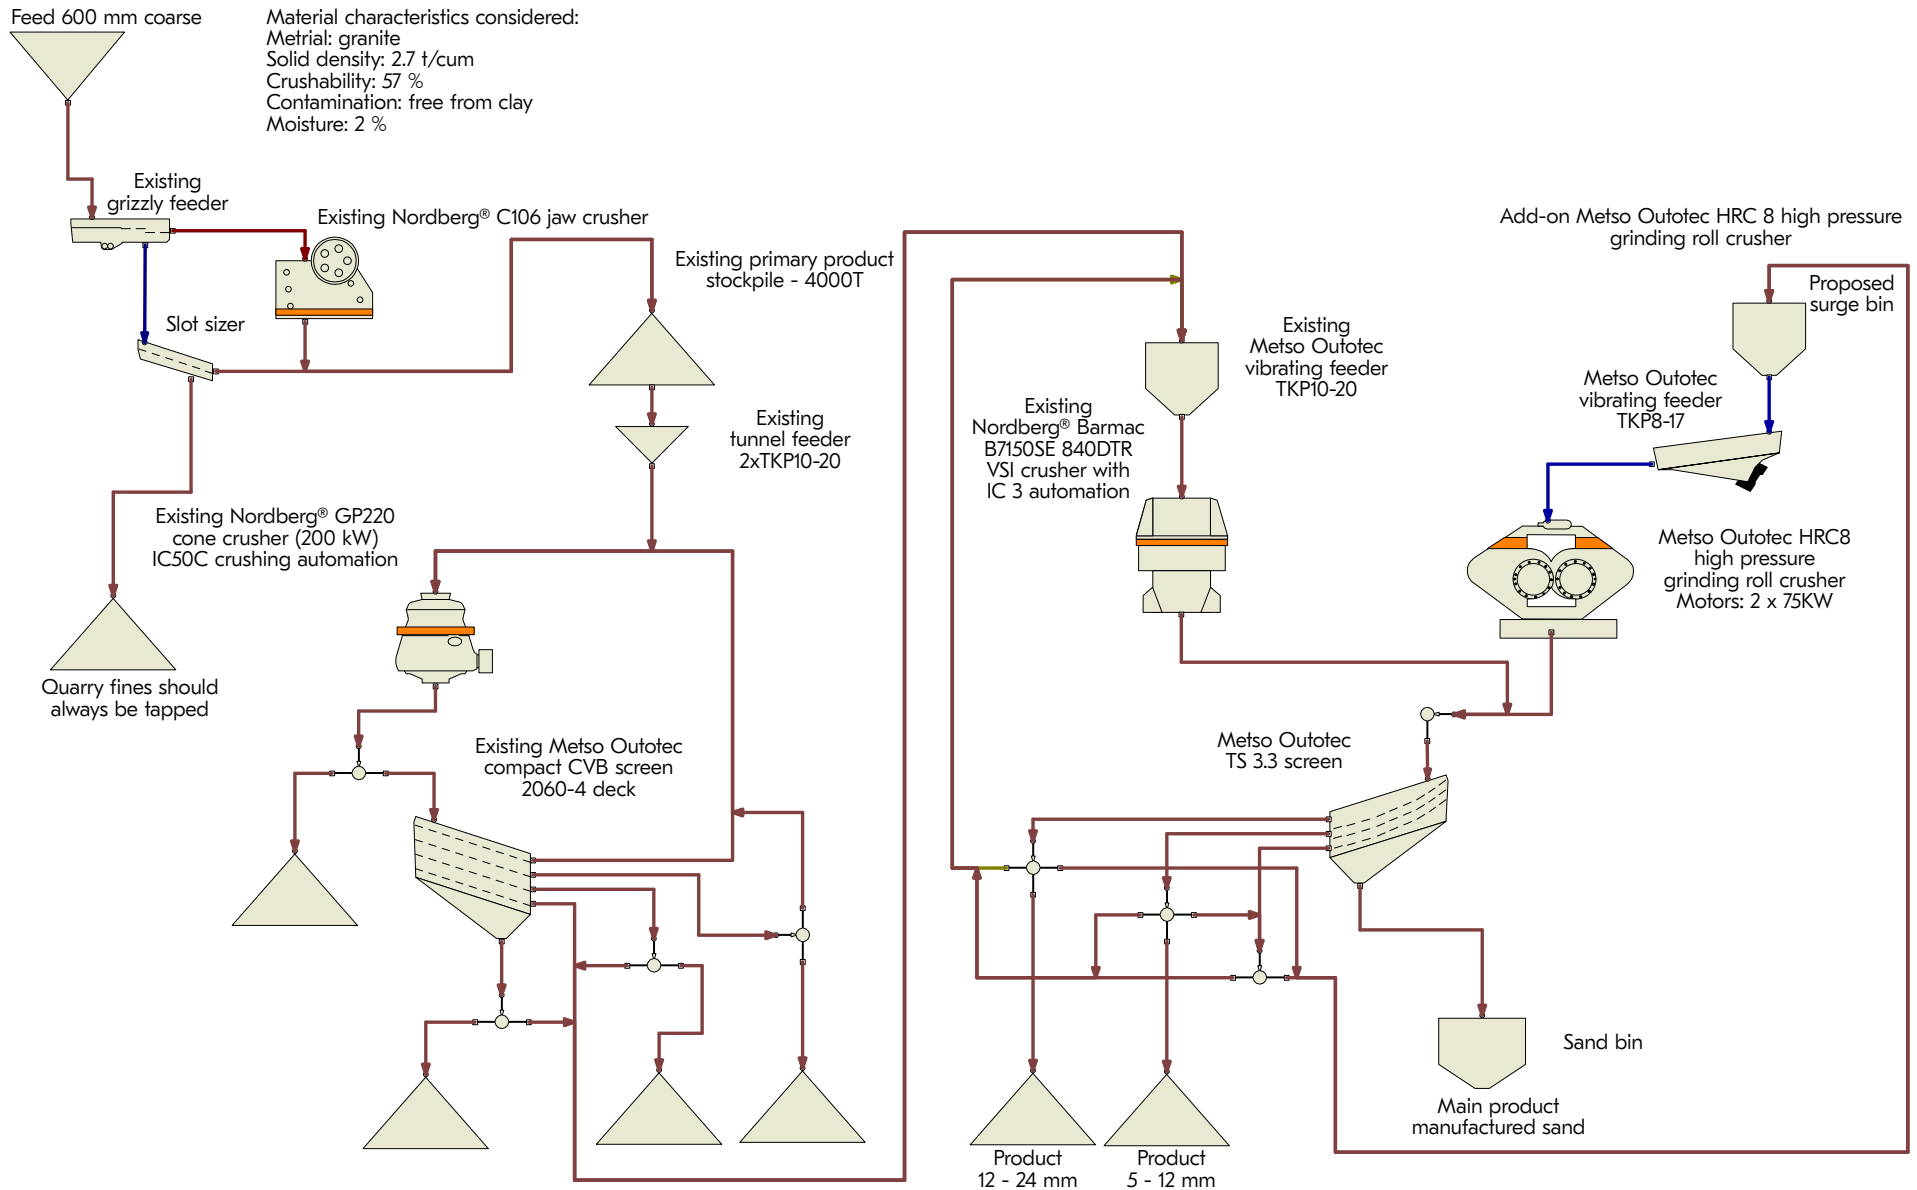 Feed 600 mm coarse
Material characteristics considered:
Metrial: granite
Solid density: 2.7 t/cum
Crushability: 57 %
Contamination: free from clay
Moisture: 2 %
Existing
grizzly feeder
Existing Nordberg® C106 jaw crusher
Slot sizer
Existing primary product
stockpile - 4000T
Existing
tunnel feeder
2xTKP10-20
Existing Nordberg® GP220
cone crusher (200 kW)
IC50C crushing automation
Quarry fines should
always be tapped
Existing Metso Outotec
compact CVB screen
2060-4 deck
Existing
Metso Outotec
vibrating feeder
TKP10-20
Existing
Nordberg® Barmac
B7150SE 840DTR
VSI crusher with
IC 3 automation
Add-on Metso Outotec HRC 8 high pressure
grinding roll crusher
Proposed
surge bin
Metso Outotec
vibrating feeder
TKP8-17
Metso Outotec HRC8
high pressure
grinding roll crusher
Motors: 2 x 75KW
Metso Outotec
TS 3.3 screen
Sand bin
Main product
manufactured sand
Product
12 - 24 mm
Product
5 - 12 mm